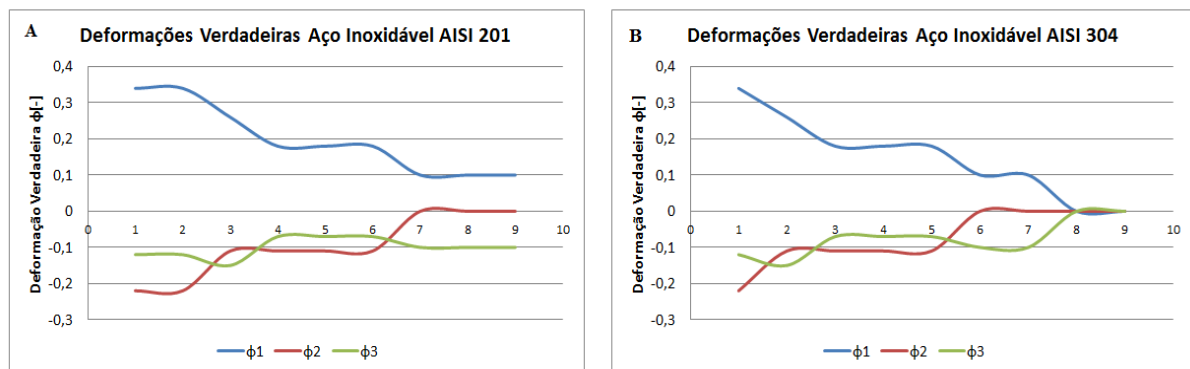 A
Deformações Verdadeiras Aço Inoxidável AISI 201
Deformação Verdadeira ϕ[-]
0,4
0,3
0,2
0,1
0
-0,1
-0,2
-0,3
0 1 2 3 4 5 6 7 8 9 10
ϕ1 ϕ2 ϕ3
B
Deformações Verdadeiras Aço Inoxidável AISI 304
Deformação Verdadeira ϕ[-]
0,4
0,3
0,2
0,1
0
-0,1
-0,2
-0,3
0 1 2 3 4 5 6 7 8 9 10
ϕ1 ϕ2 ϕ3